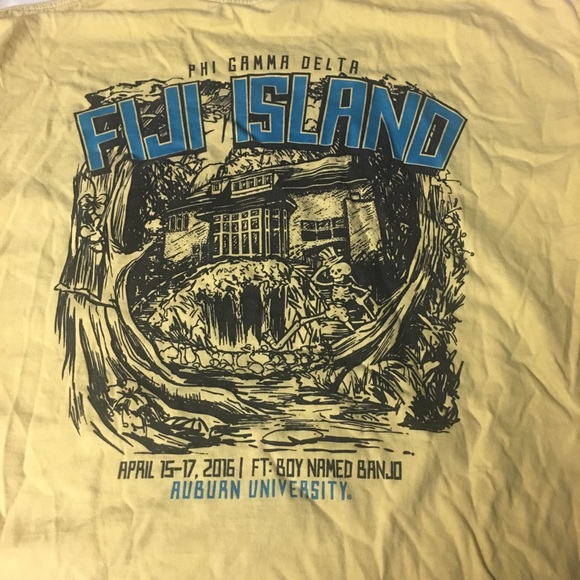 PHI GAMMA DELTA
FIJI ISLAND
APRIL 15-17, 2016 | FT: BOY NAMED BANJO
AUBURN UNIVERSITY®